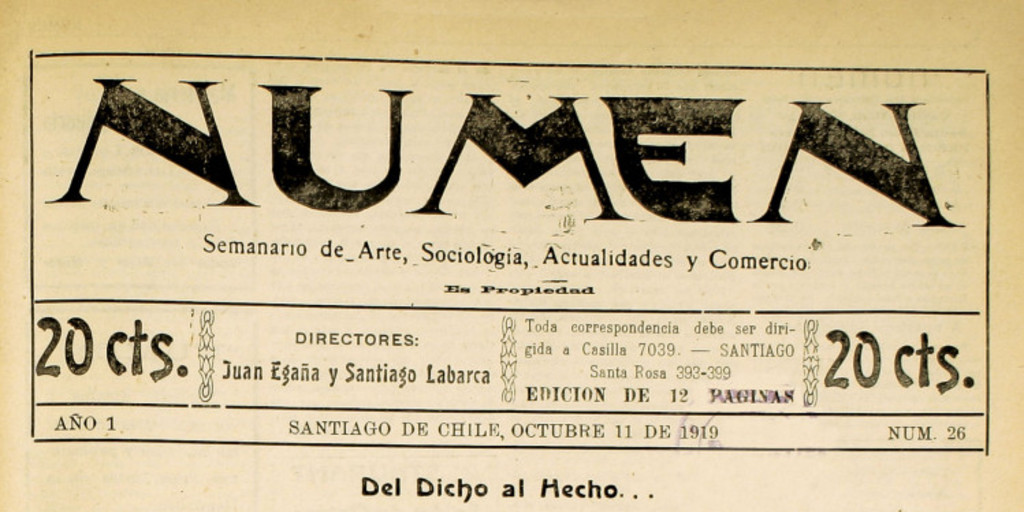 NUMEN
Semanario de Arte, Sociología, Actualidades y Comercio
Es Propiedad
20 cts.
DIRECTORES:
Juan Egaña y Santiago Labarca
Toda correspondencia debe ser diri-
gida a Casilla 7039. — SANTIAGO
Santa Rosa 393-399
EDICION DE 12 PAGINAS
20 cts.
AÑO 1
SANTIAGO DE CHILE, OCTUBRE 11 DE 1919
NUM. 26
Del Dicho al Hecho...